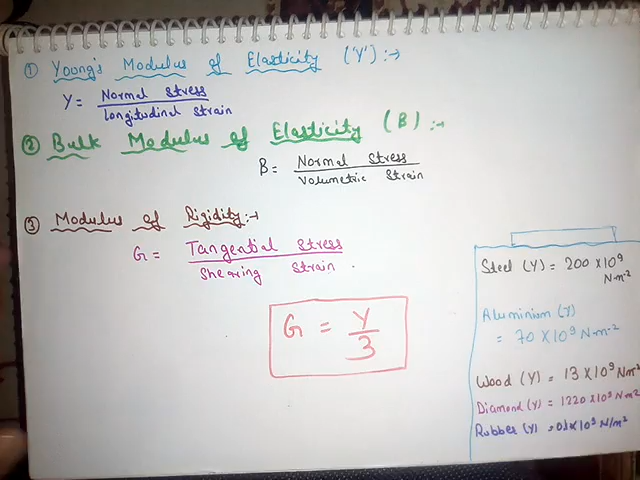 ① Young's Modulus of Elasticity ('Y') :→
Y = Normal Stress / Longitudinal Strain
② Bulk Modulus of Elasticity (B) :→
B = Normal Stress / Volumetric Strain
③ Modulus of Rigidity :→
G = Tangential Stress / Shearing Strain .
G = Y / 3
Steel (Y) = 200 × 10⁹ N·m⁻²
Aluminium (Y)
= 70 × 10⁹ N·m⁻²
Wood (Y) = 13 × 10⁹ Nm⁻²
Diamond (Y) = 1220 × 10⁹ Nm⁻²
Rubber (Y) = 0.1 × 10⁹ N/m²